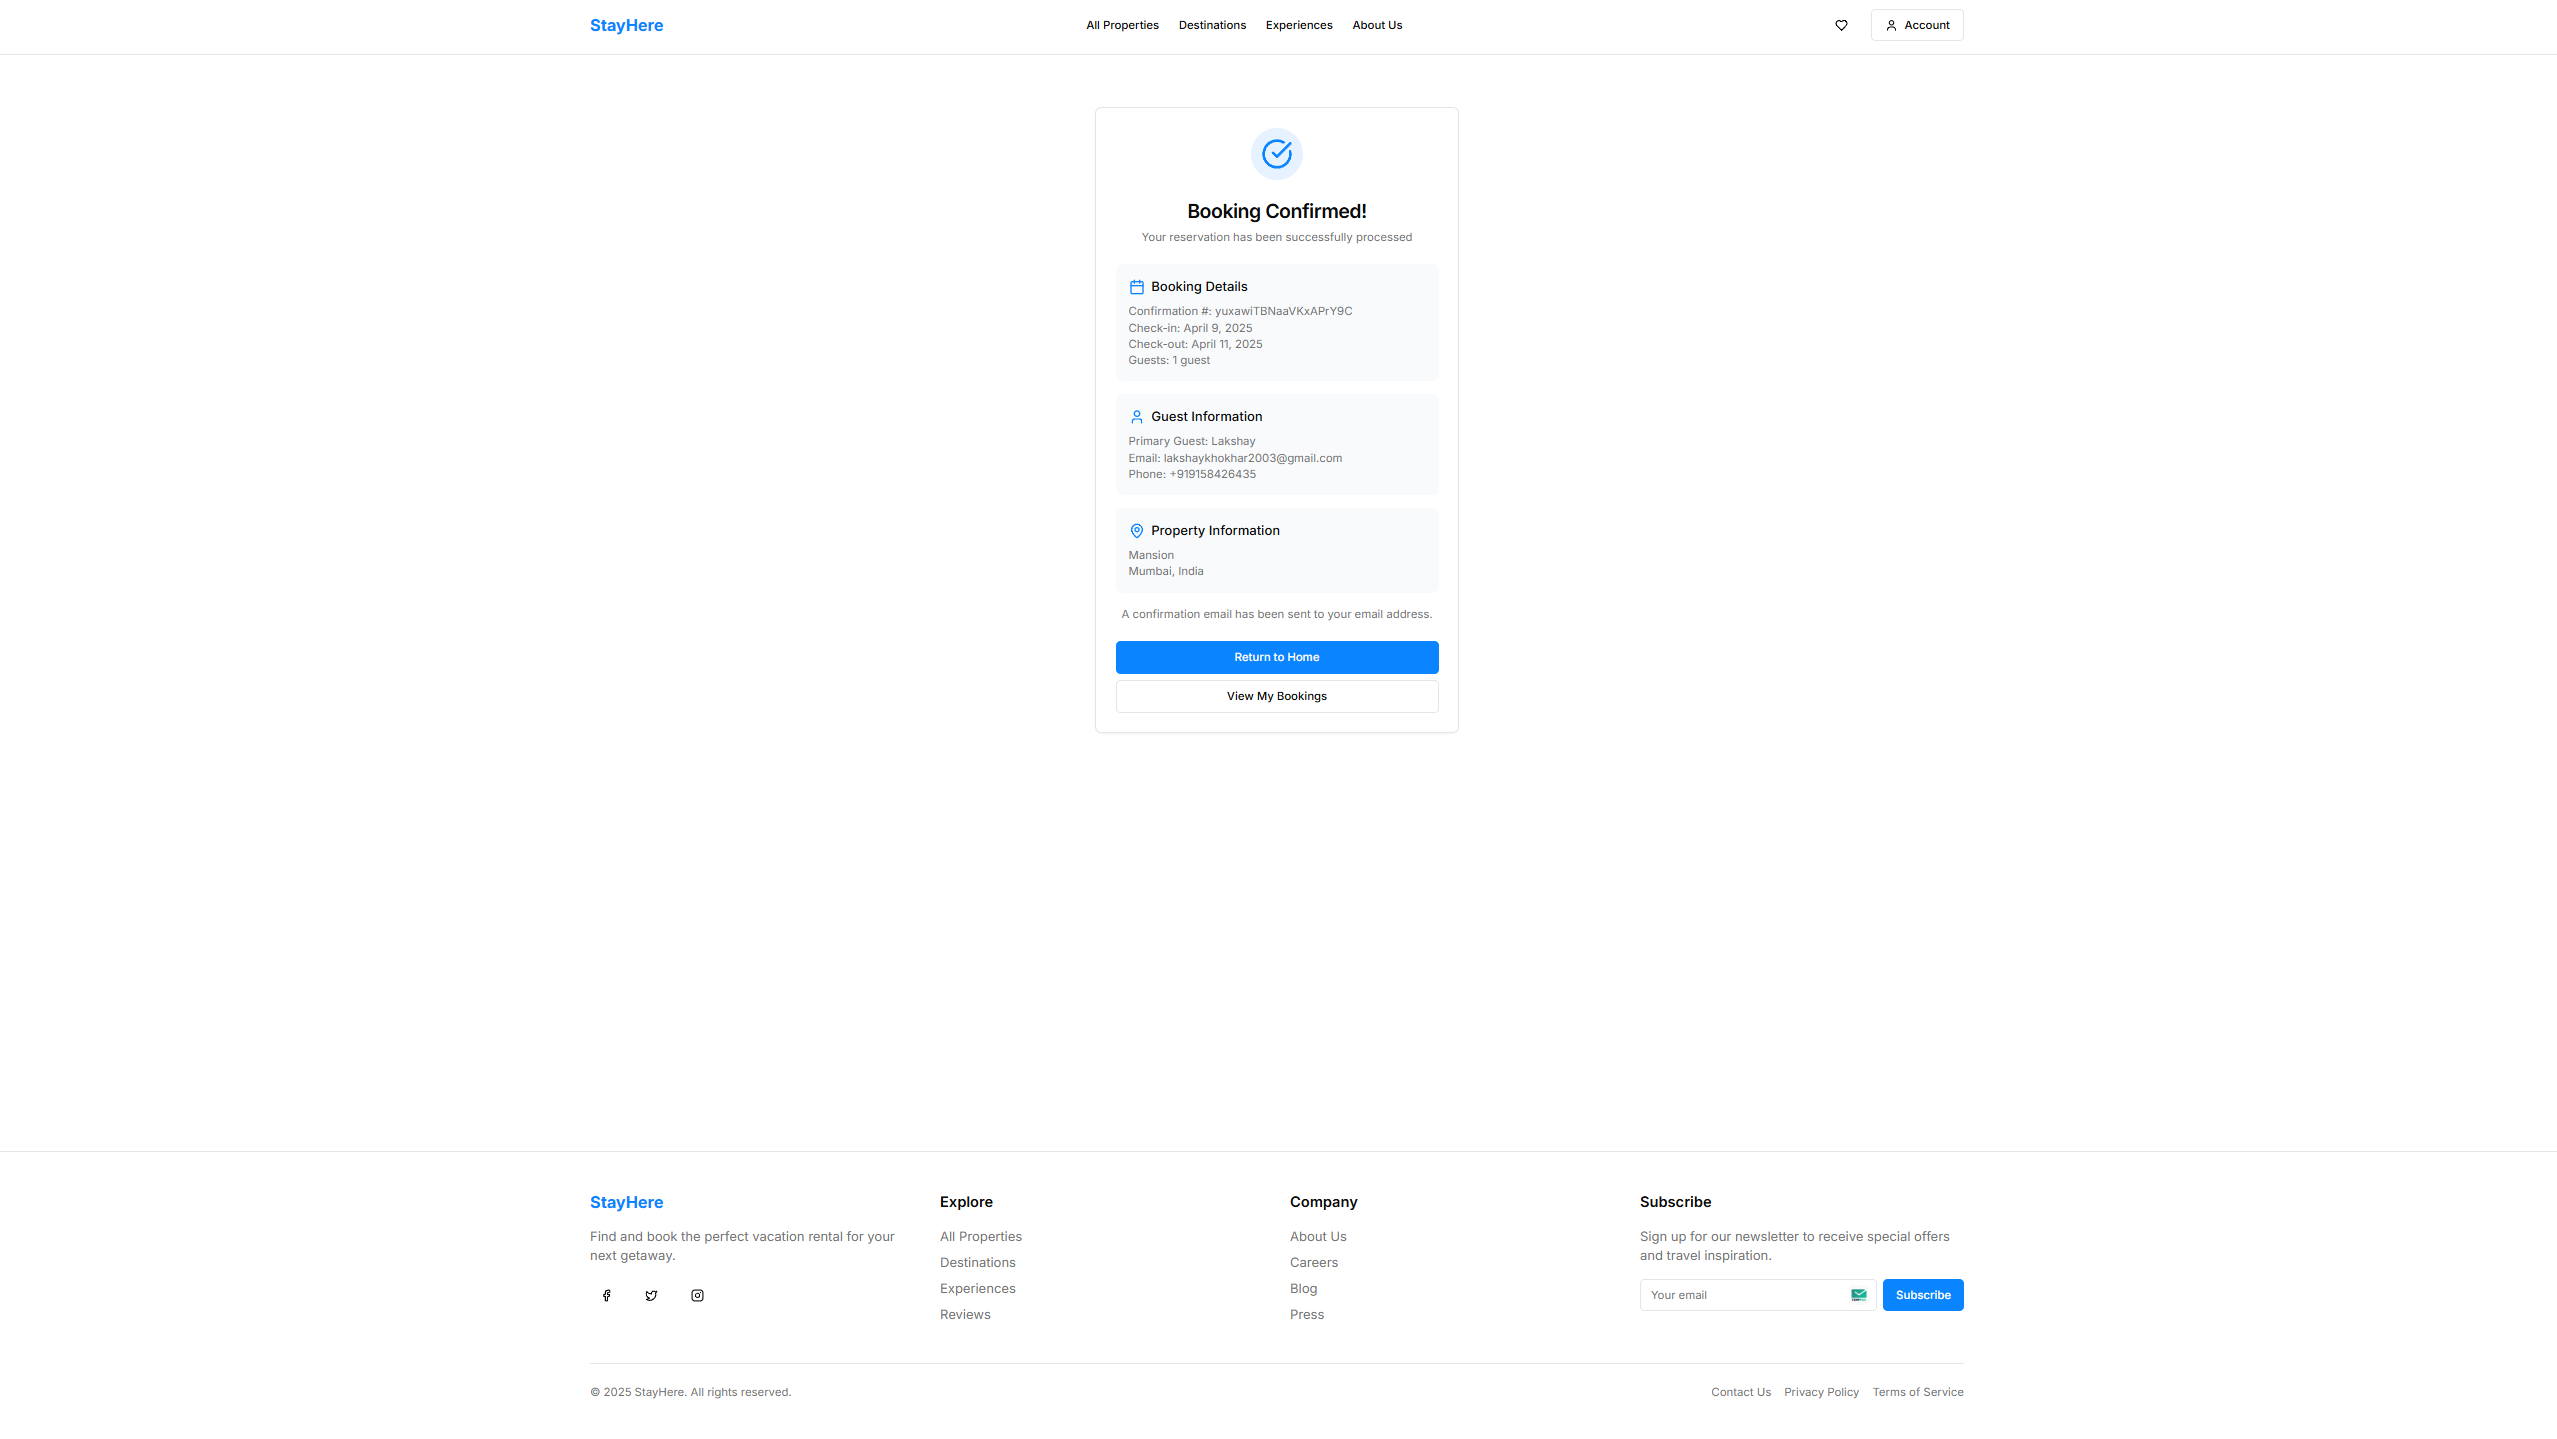 StayHere
All Properties
Destinations
Experiences
About Us
Account
Booking Confirmed!
Your reservation has been successfully processed
Booking Details
Confirmation #: yuxawiTBNaaVKxAPrY9C
Check-in: April 9, 2025
Check-out: April 11, 2025
Guests: 1 guest
Guest Information
Primary Guest: Lakshay
Email: lakshaykhokhar2003@gmail.com
Phone: +919158426435
Property Information
Mansion
Mumbai, India
A confirmation email has been sent to your email address.
Return to Home
View My Bookings
StayHere
Find and book the perfect vacation rental for your
next getaway.
Explore
All Properties
Destinations
Experiences
Reviews
Company
About Us
Careers
Blog
Press
Subscribe
Sign up for our newsletter to receive special offers
and travel inspiration.
Your email
Subscribe
© 2025 StayHere. All rights reserved.
Contact Us
Privacy Policy
Terms of Service